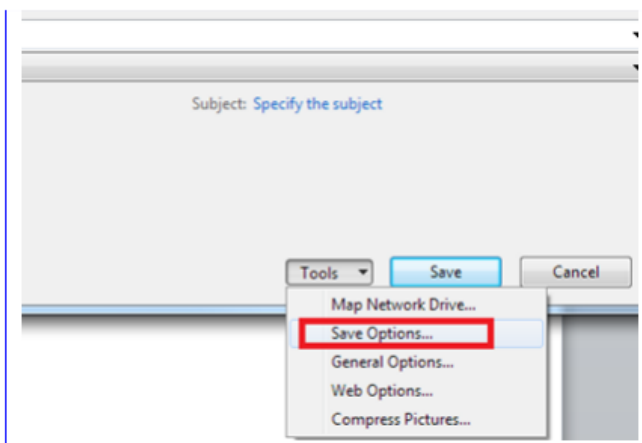 Subject: Specify the subject
Tools Save Cancel
Map Network Drive...
Save Options...
General Options...
Web Options...
Compress Pictures...